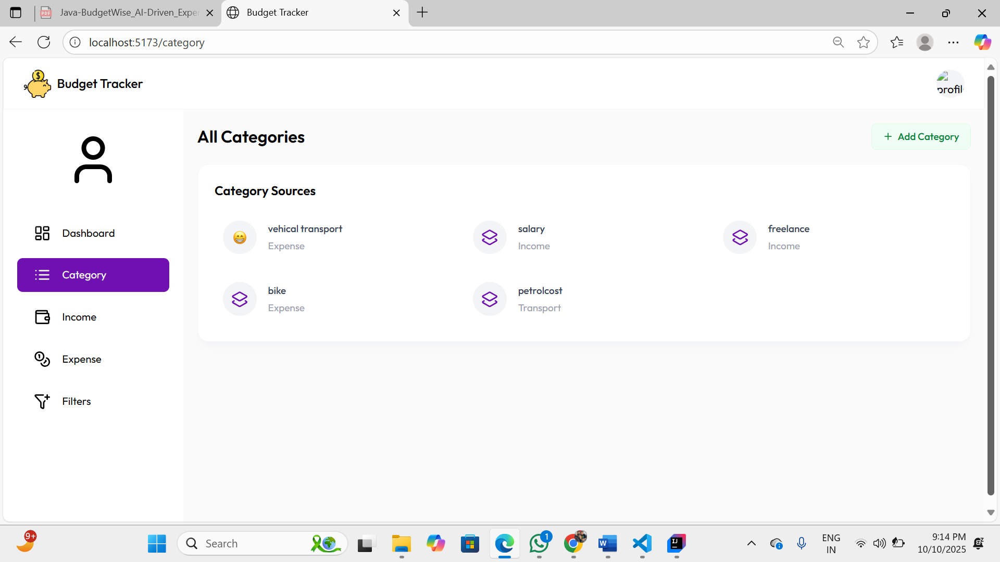 Java-BudgetWise_AI-Driven_Expe
Budget Tracker
localhost:5173/category
Budget Tracker
profil
All Categories
+ Add Category
Category Sources
vehical transport
Expense
salary
Income
freelance
Income
bike
Expense
petrolcost
Transport
Dashboard
Category
Income
Expense
Filters
9+
Search
1
ENG
IN
9:14 PM
10/10/2025